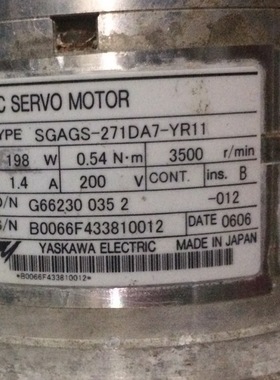 C SERVO MOTOR
YPE SGAGS-271DA7-YR11
198 W 0.54 N·m 3500 r/min
1.4 A 200 V CONT. ins. B
O/N G66230 035 2 -012
S/N B0066F433810012 DATE 0606
YASKAWA ELECTRIC MADE IN JAPAN
*B0066F433810012*